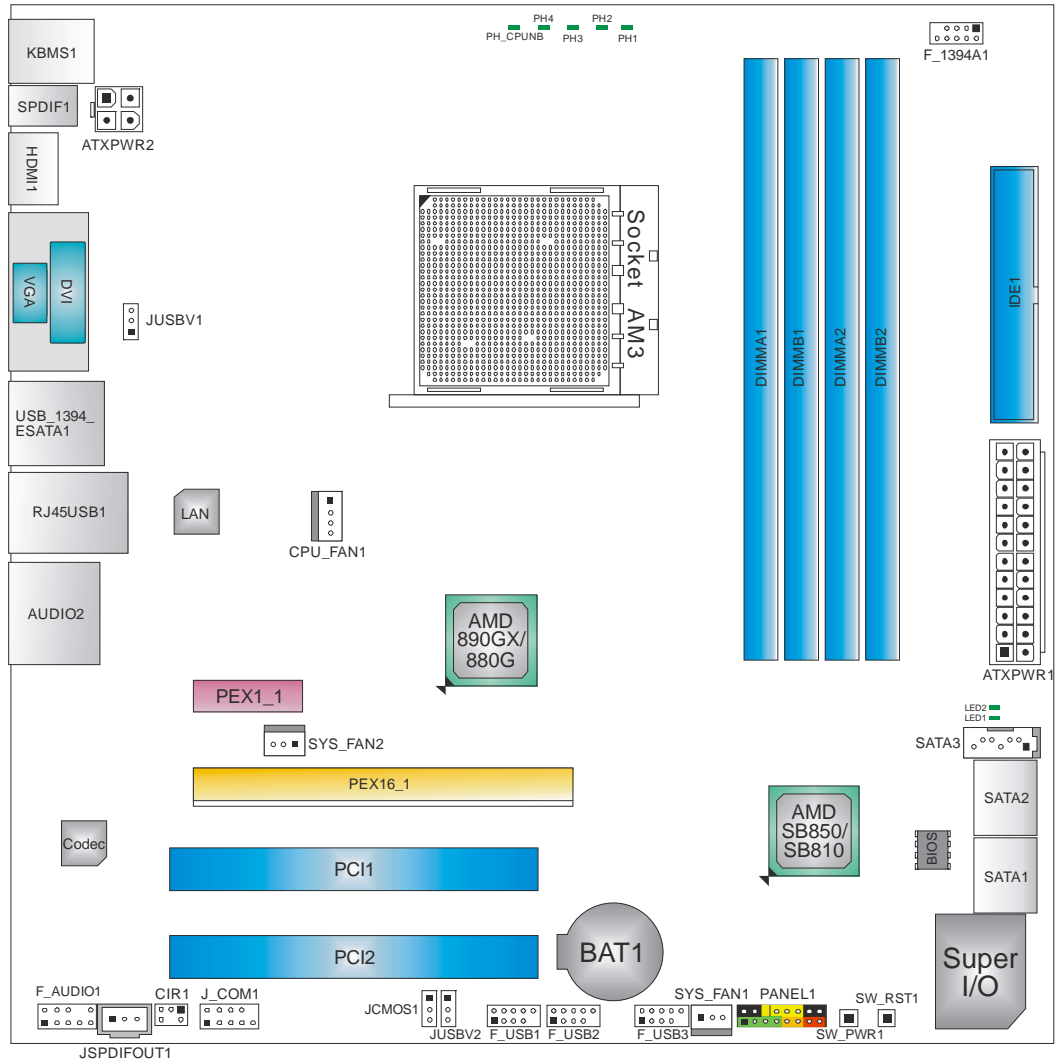 PH_CPUNB
PH4
PH3
PH2
PH1
F_1394A1
KBMS1
SPDIF1
ATXPWR2
HDMI1
VGA
DVI
JUSBV1
Socket AM3
DIMMA1
DIMMB1
DIMMA2
DIMMB2
IDE1
USB_1394_
ESATA1
RJ45USB1
LAN
CPU_FAN1
AUDIO2
AMD
890GX/
880G
ATXPWR1
PEX1_1
LED2
LED1
SYS_FAN2
SATA3
PEX16_1
SATA2
AMD
SB850/
SB810
BIOS
Codec
PCI1
SATA1
PCI2
BAT1
Super
I/O
F_AUDIO1
JSPDIFOUT1
CIR1
J_COM1
JCMOS1
JUSBV2
F_USB1
F_USB2
F_USB3
SYS_FAN1
PANEL1
SW_PWR1
SW_RST1